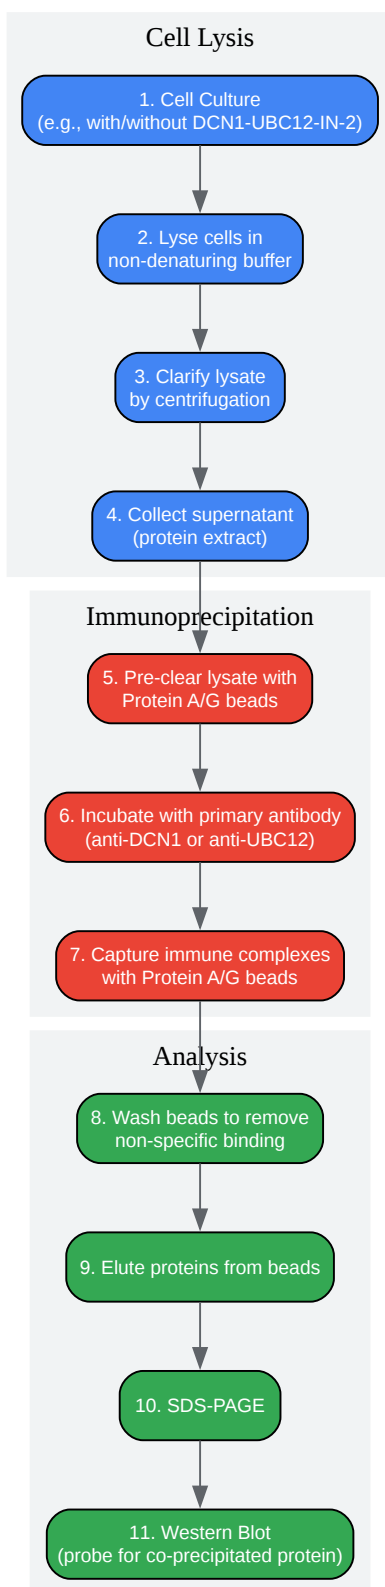 Cell Lysis
1. Cell Culture
(e.g., with/without DCN1-UBC12-IN-2)
2. Lyse cells in
non-denaturing buffer
3. Clarify lysate
by centrifugation
4. Collect supernatant
(protein extract)
Immunoprecipitation
5. Pre-clear lysate with
Protein A/G beads
6. Incubate with primary antibody
(anti-DCN1 or anti-UBC12)
7. Capture immune complexes
with Protein A/G beads
Analysis
8. Wash beads to remove
non-specific binding
9. Elute proteins from beads
10. SDS-PAGE
11. Western Blot
(probe for co-precipitated protein)